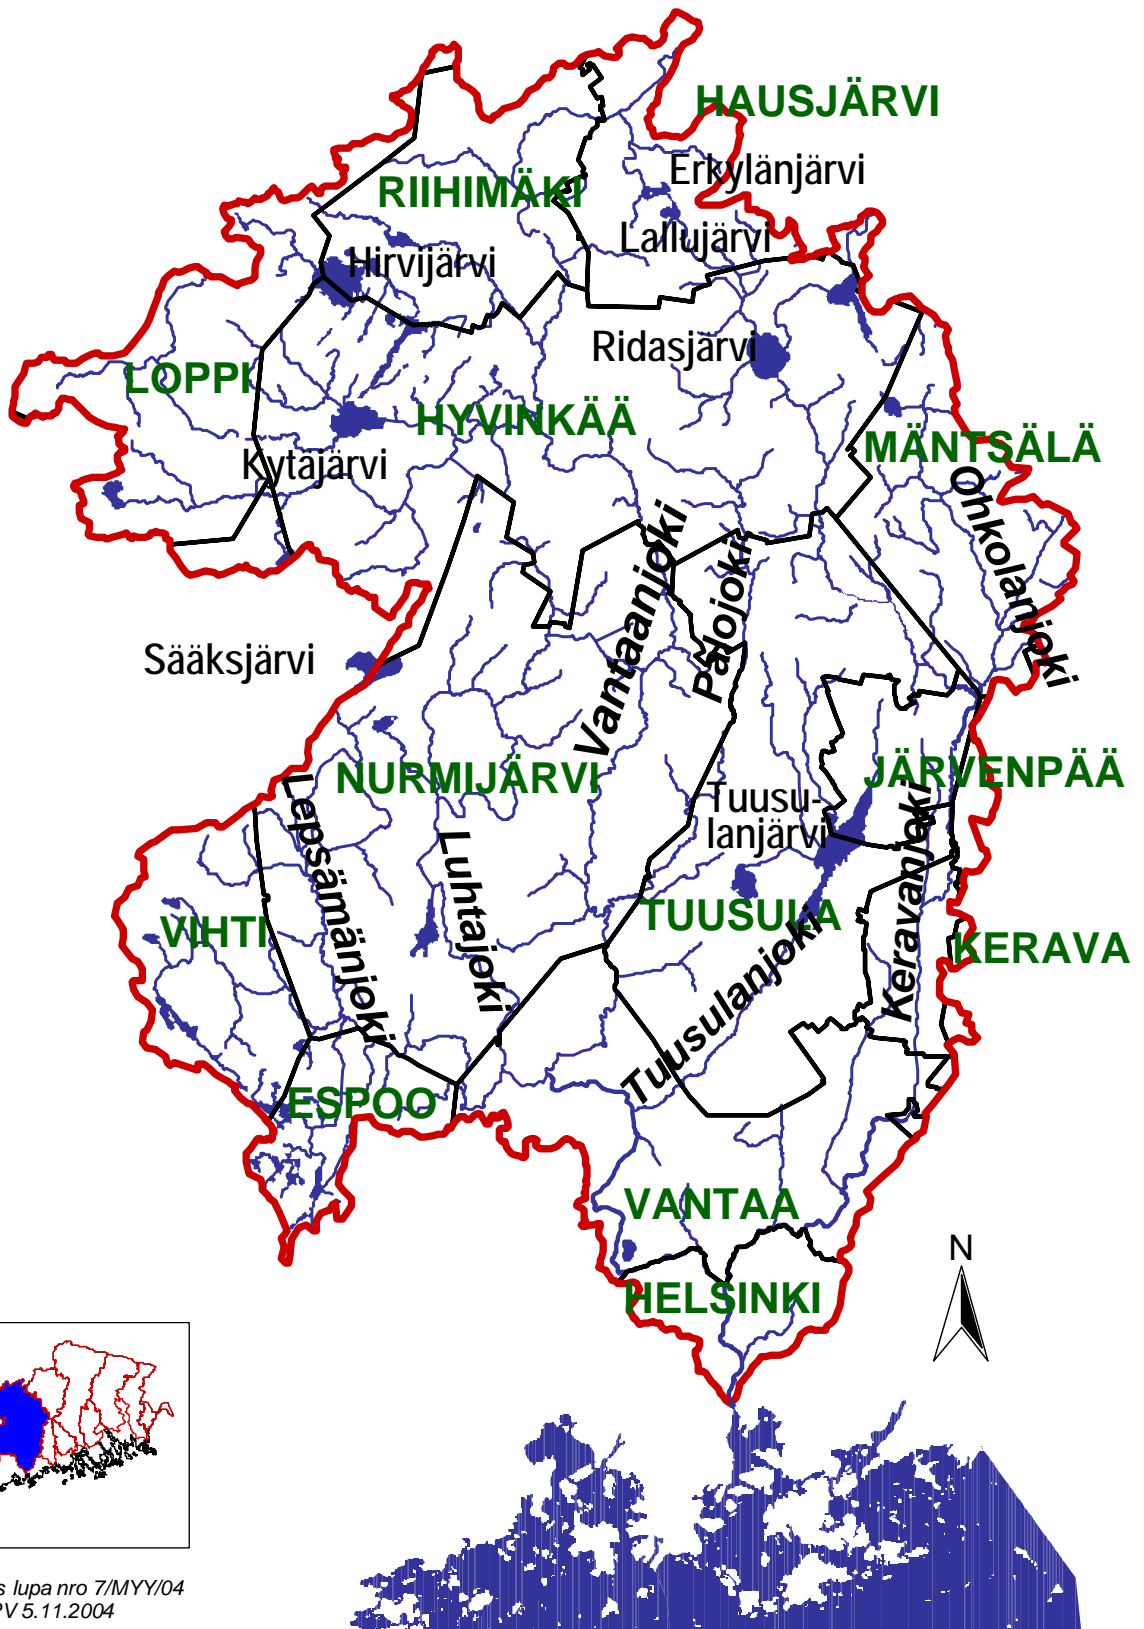 HAUSJÄRVI
Erkylänjärvi
RIIHIMÄKI
Lallujärvi
Hirvijärvi
Ridasjärvi
LOPPI
HYVINKÄÄ
MÄNTSÄLÄ
Kytäjärvi
Ohkolanjoki
Vantaanjoki
Palojoki
Sääksjärvi
NURMIJÄRVI
JÄRVENPÄÄ
Tuusu-
lanjärvi
Lepsämänjoki
Luhtajoki
Keravanjoki
TUUSULA
VIHTI
KERAVA
Tuusulanjoki
ESPOO
VANTAA
N
HELSINKI
s lupa nro 7/MYY/04
V 5.11.2004